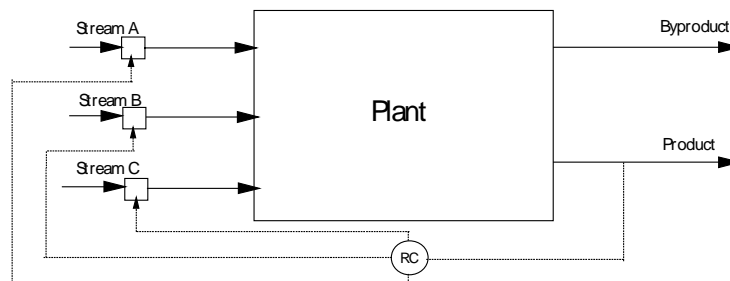 Stream A
Byproduct
Stream B
Plant
Product
Stream C
RC